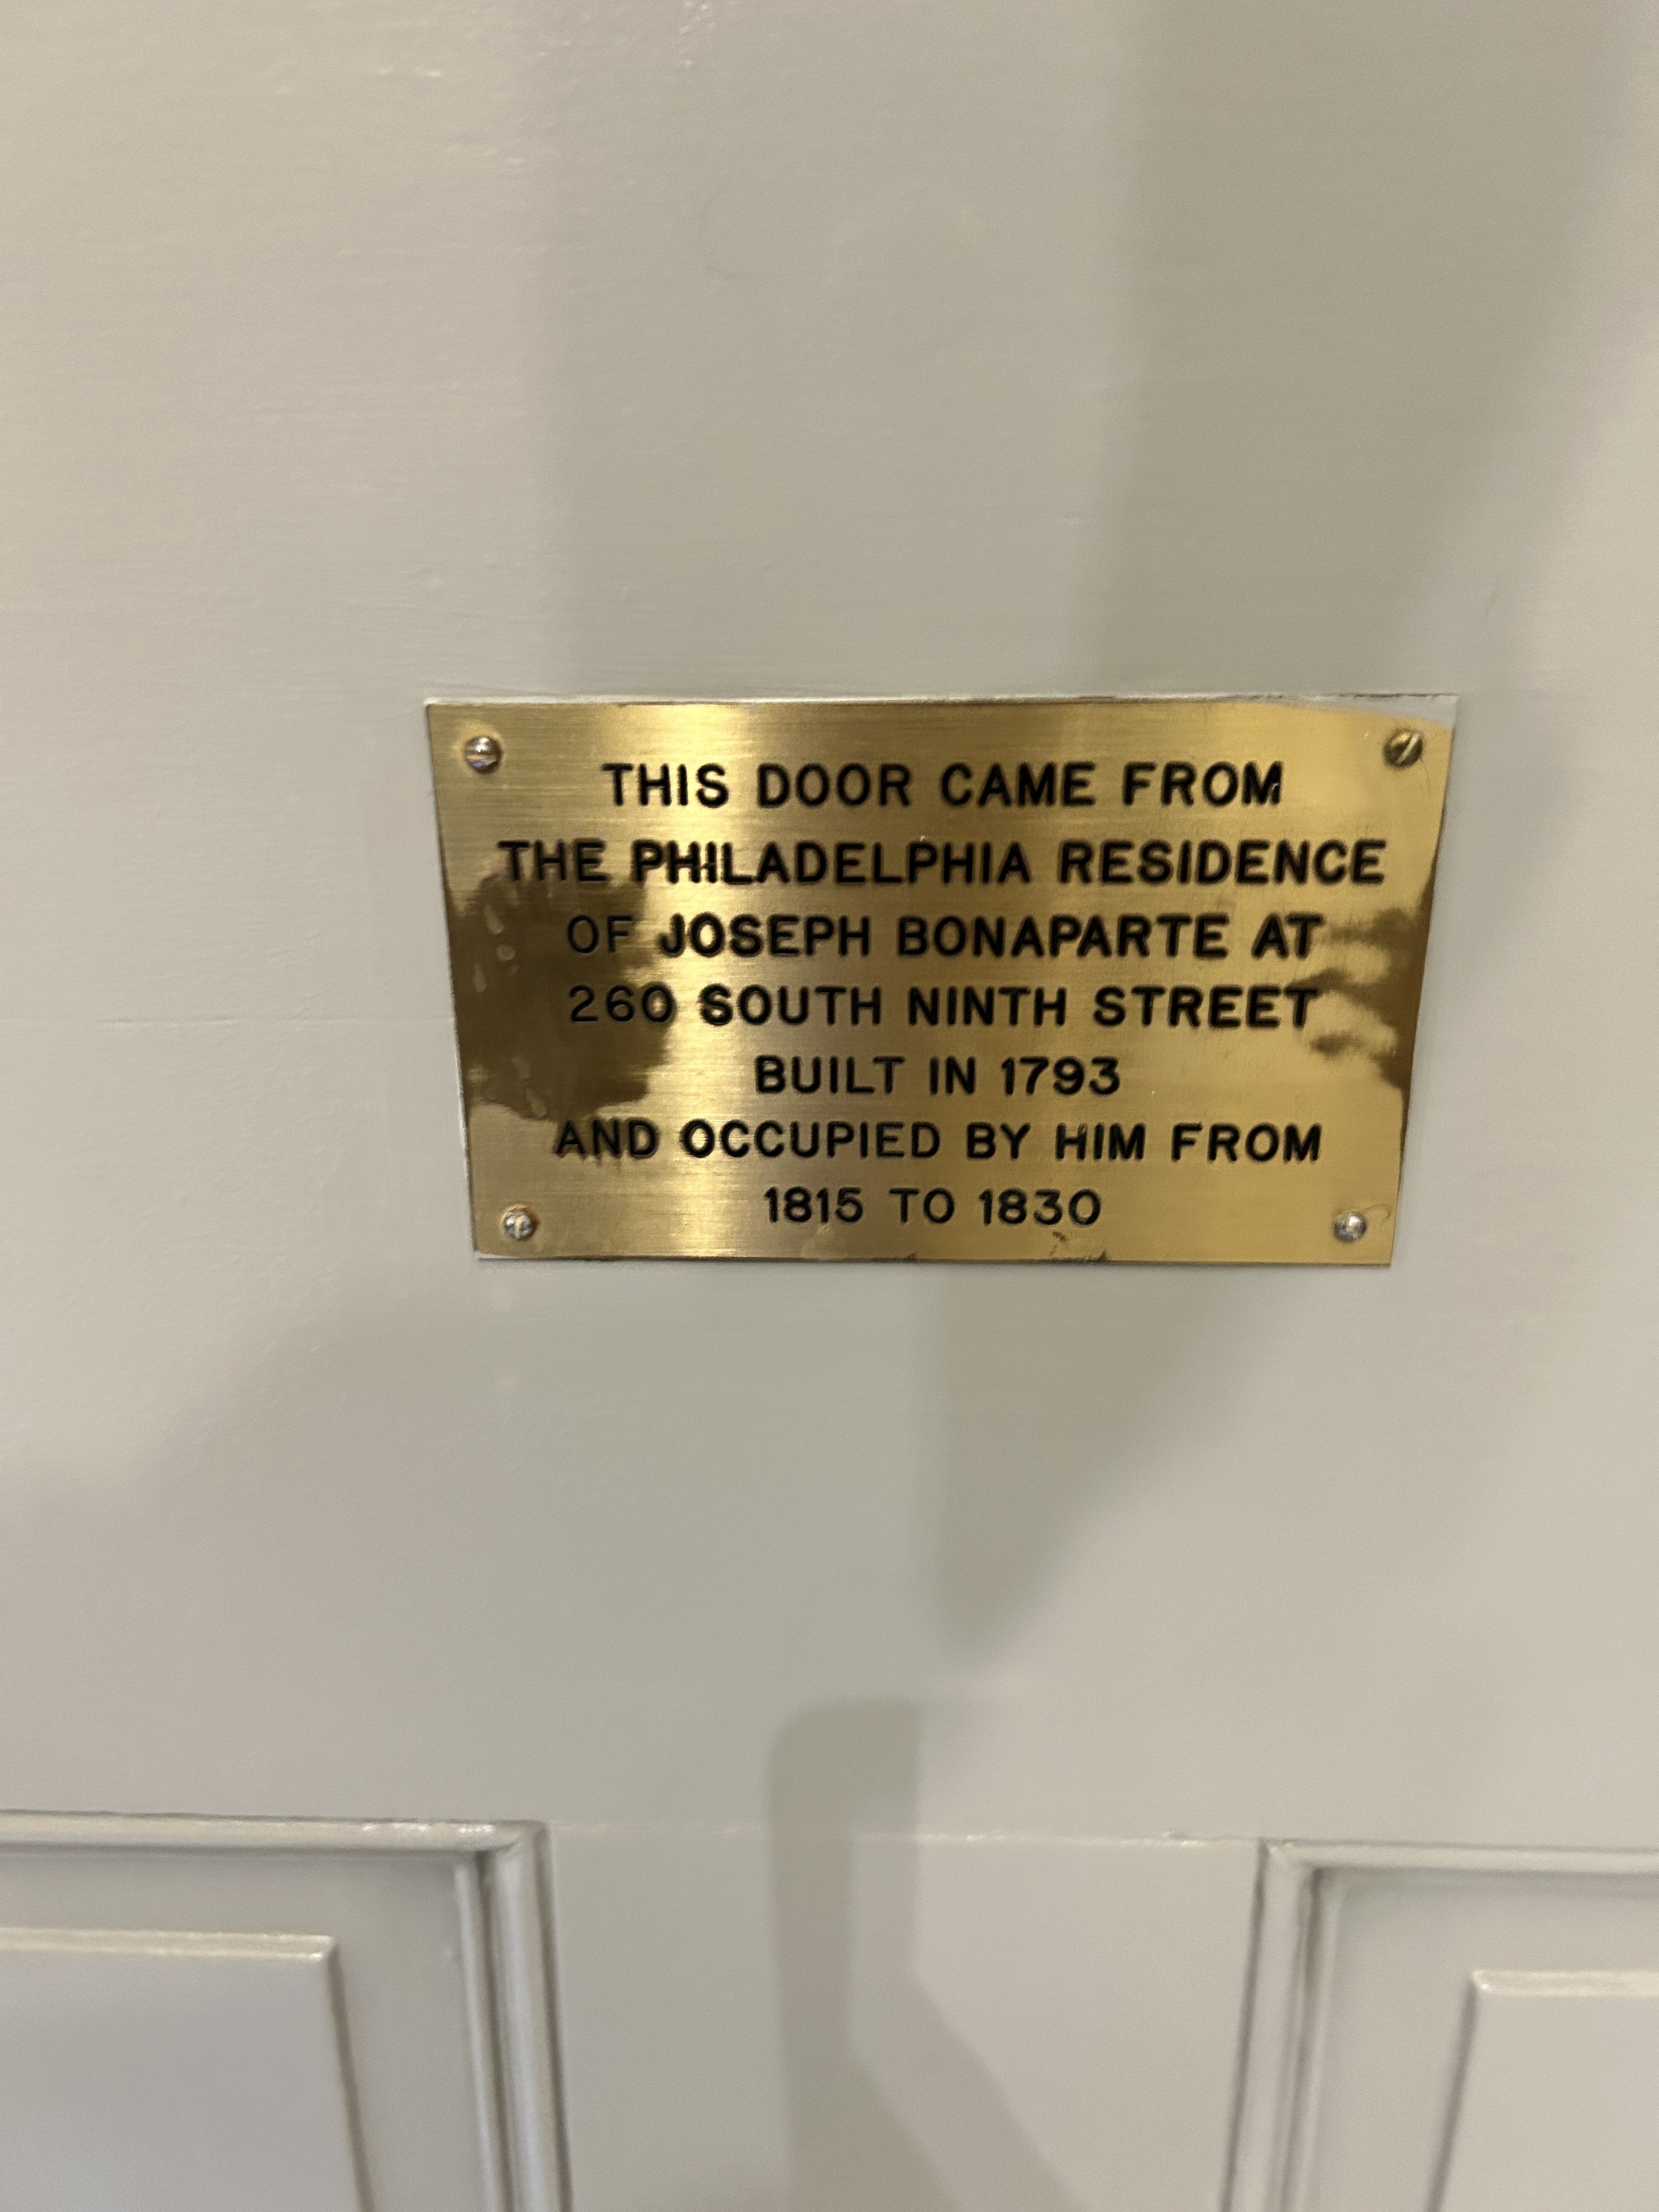 THIS DOOR CAME FROM
THE PHILADELPHIA RESIDENCE
OF JOSEPH BONAPARTE AT
260 SOUTH NINTH STREET
BUILT IN 1793
AND OCCUPIED BY HIM FROM
1815 TO 1830